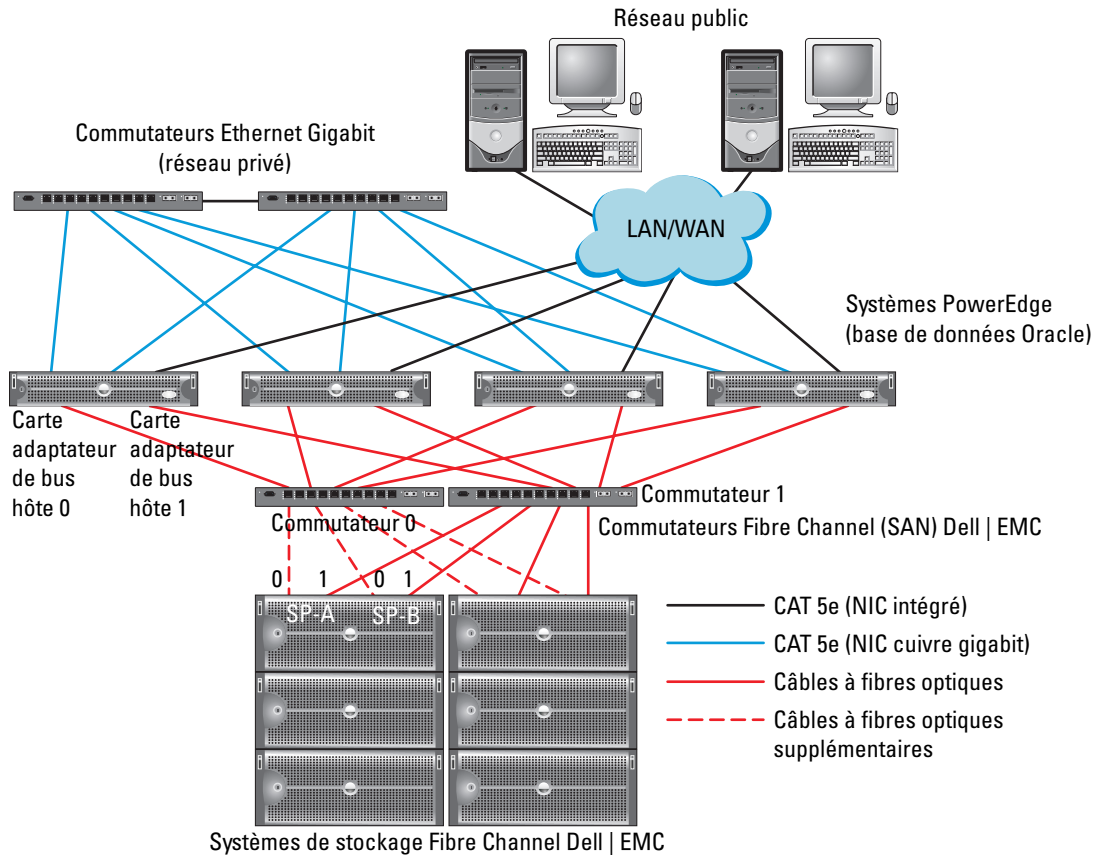 Réseau public
Commutateurs Ethernet Gigabit
(réseau privé)
LAN/WAN
Systèmes PowerEdge
(base de données Oracle)
Carte
adaptateur
de bus
hôte 0
Carte
adaptateur
de bus
hôte 1
Commutateur 0
Commutateur 1
Commutateurs Fibre Channel (SAN) Dell | EMC
0 1 0 1
SP-A SP-B
CAT 5e (NIC intégré)
CAT 5e (NIC cuivre gigabit)
Câbles à fibres optiques
Câbles à fibres optiques
supplémentaires
Systèmes de stockage Fibre Channel Dell | EMC